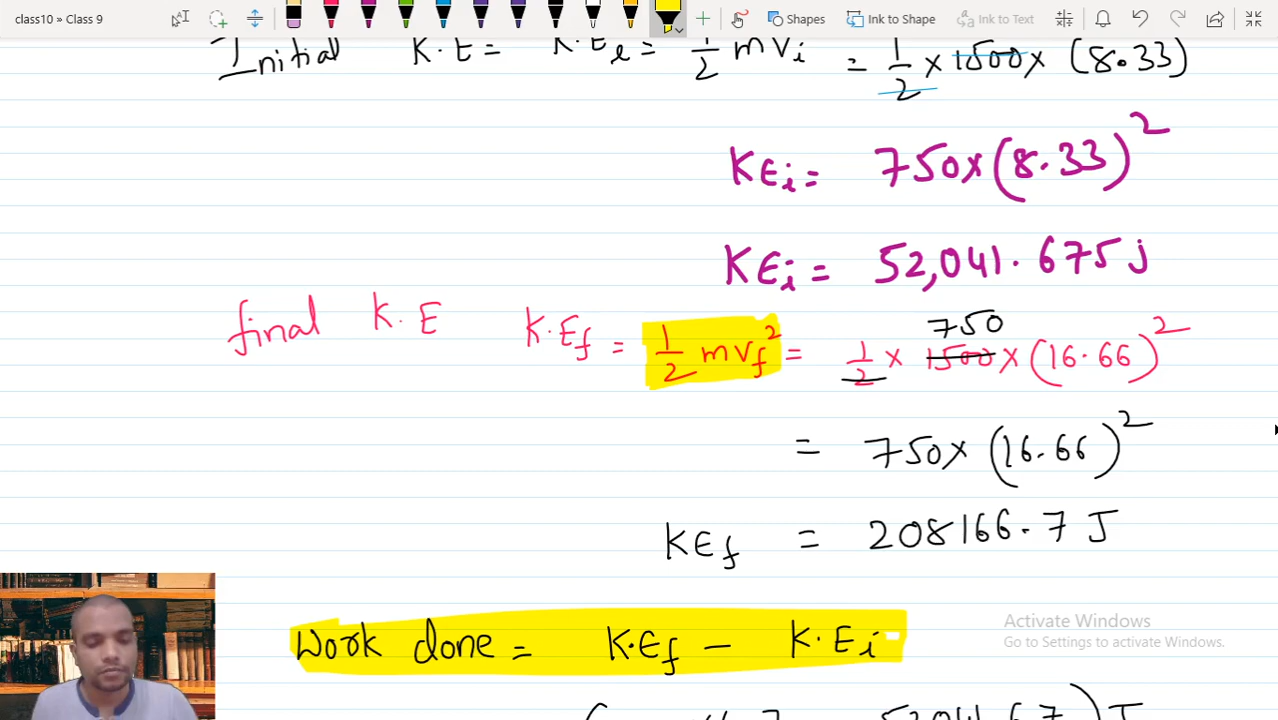 class10 » Class 9
Shapes
Ink to Shape
Ink to Text
Initial K.E = K.Ei = 1/2 mVi = 1/2 × 1500 × (8.33)
KEi = 750×(8.33)²
KEi = 52,041.675 j
final K.E K.Ef = 1/2 mvf² = 1/2 × 1500 × (16.66)²
750
= 750×(16.66)²
KEf = 208166.7 J
Work done = K.Ef – K.Ei
Activate Windows
Go to Settings to activate Windows.